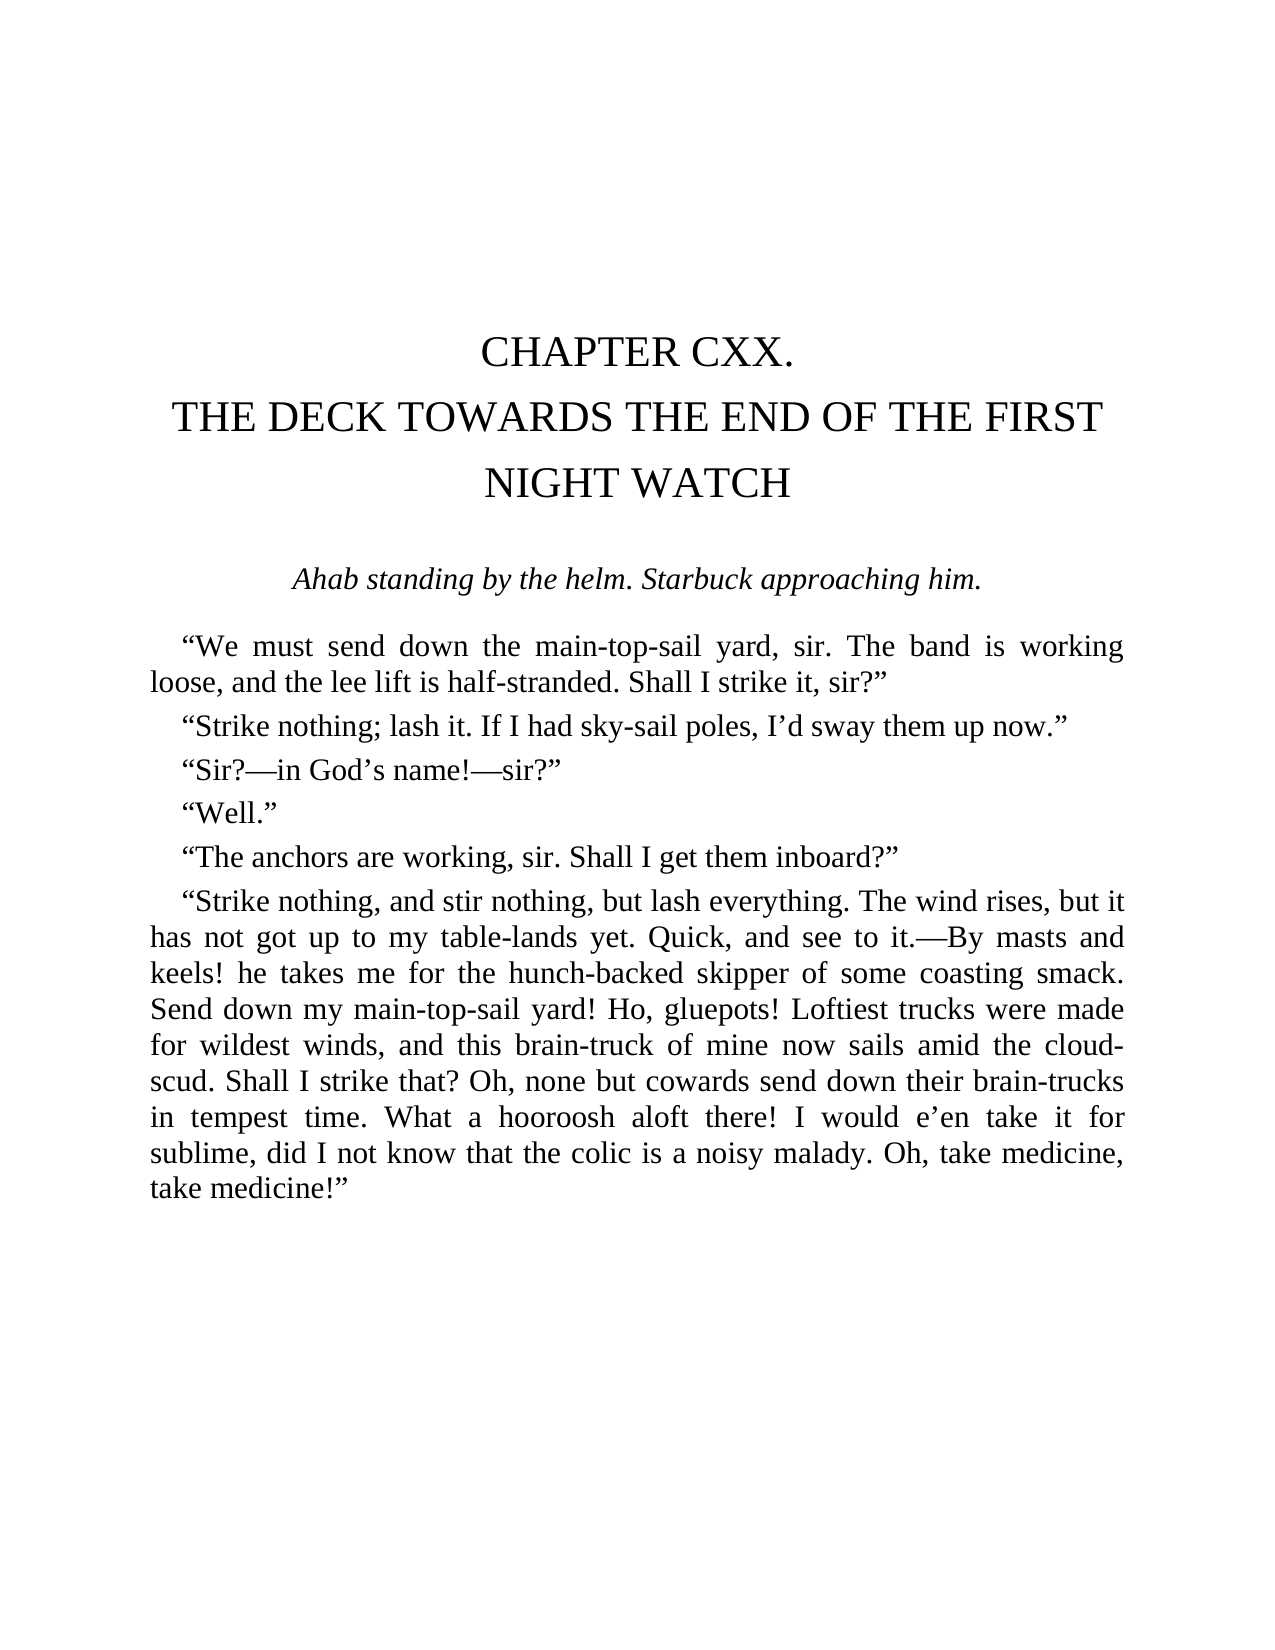 CHAPTER CXX.
THE DECK TOWARDS THE END OF THE FIRST
NIGHT WATCH
Ahab standing by the helm. Starbuck approaching him.
“We must send down the main-top-sail yard, sir. The band is working
loose, and the lee lift is half-stranded. Shall I strike it, sir?”
“Strike nothing; lash it. If I had sky-sail poles, I’d sway them up now.”
“Sir?—in God’s name!—sir?”
“Well.”
“The anchors are working, sir. Shall I get them inboard?”
“Strike nothing, and stir nothing, but lash everything. The wind rises, but it
has not got up to my table-lands yet. Quick, and see to it.—By masts and
keels! he takes me for the hunch-backed skipper of some coasting smack.
Send down my main-top-sail yard! Ho, gluepots! Loftiest trucks were made
for wildest winds, and this brain-truck of mine now sails amid the cloud-
scud. Shall I strike that? Oh, none but cowards send down their brain-trucks
in tempest time. What a hooroosh aloft there! I would e’en take it for
sublime, did I not know that the colic is a noisy malady. Oh, take medicine,
take medicine!”